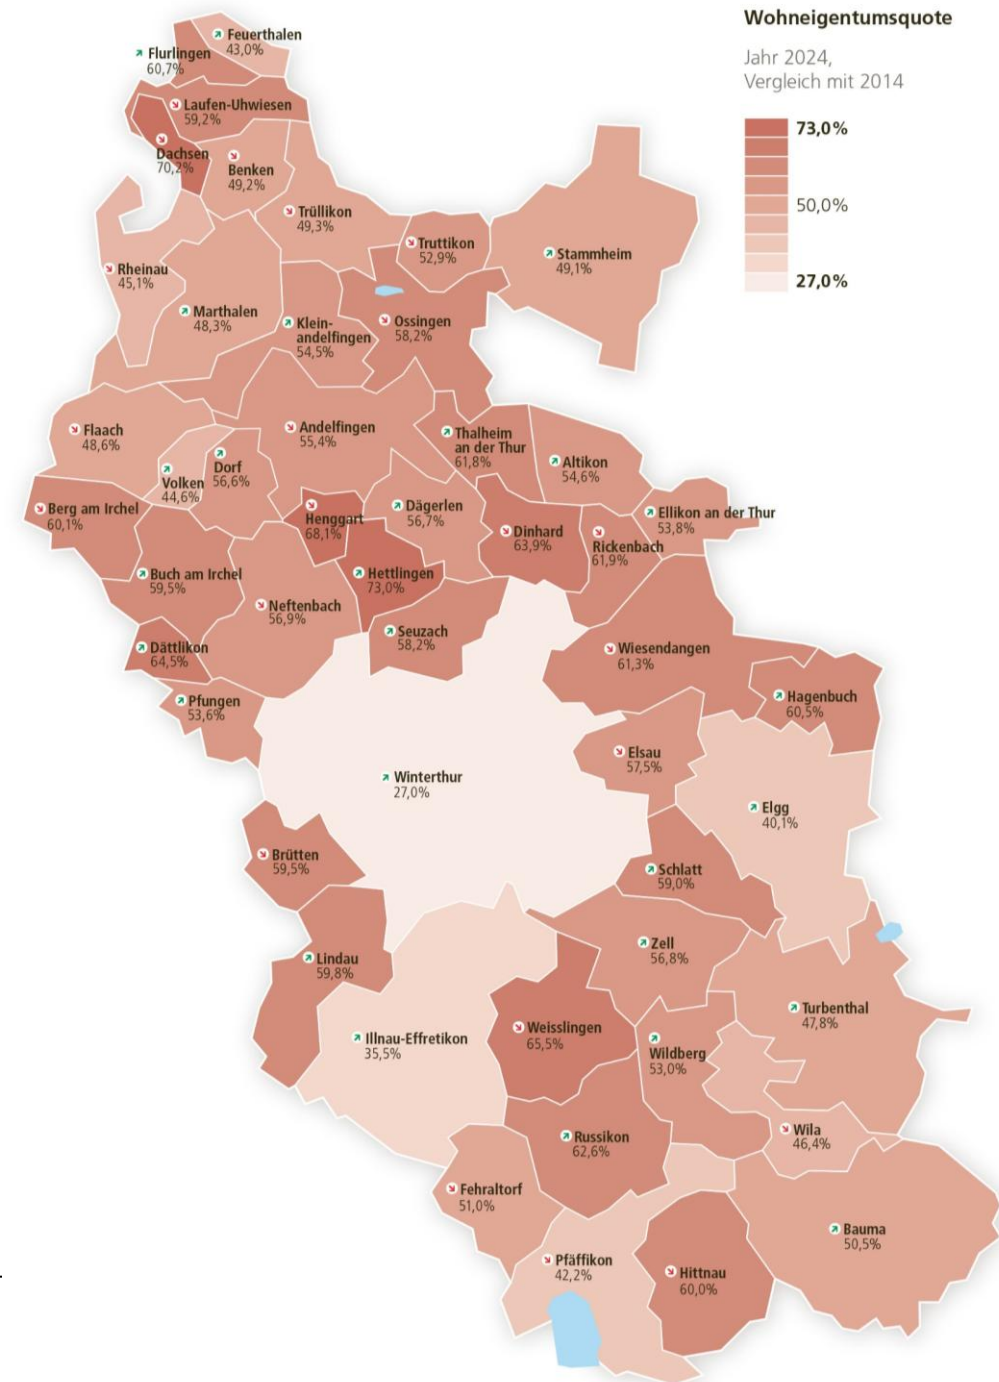 Wohneigentumsquote
Jahr 2024,
Vergleich mit 2014
73,0%
50,0%
27,0%
Feuerthalen
43,0%
Flurlingen
60,7%
Laufen-Uhwiesen
59,2%
Dachsen
70,2%
Benken
49,2%
Trüllikon
49,3%
Truttikon
52,9%
Stammheim
49,1%
Rheinau
45,1%
Marthalen
48,3%
Klein-
andelfingen
54,5%
Ossingen
58,2%
Flaach
48,6%
Andelfingen
55,4%
Thalheim
an der Thur
61,8%
Altikon
54,6%
Volken
44,6%
Dorf
56,6%
Berg am Irchel
60,1%
Henggart
68,1%
Dägerlen
56,7%
Dinhard
63,9%
Rickenbach
61,9%
Ellikon an der Thur
53,8%
Buch am Irchel
59,5%
Hettlingen
73,0%
Neftenbach
56,9%
Seuzach
58,2%
Dättlikon
64,5%
Wiesendangen
61,3%
Pfungen
53,6%
Hagenbuch
60,5%
Elsau
57,5%
Winterthur
27,0%
Elgg
40,1%
Brütten
59,5%
Schlatt
59,0%
Lindau
59,8%
Zell
56,8%
Turbenthal
47,8%
Illnau-Effretikon
35,5%
Weisslingen
65,5%
Wildberg
53,0%
Russikon
62,6%
Wila
46,4%
Fehraltorf
51,0%
Bauma
50,5%
Pfäffikon
42,2%
Hittnau
60,0%